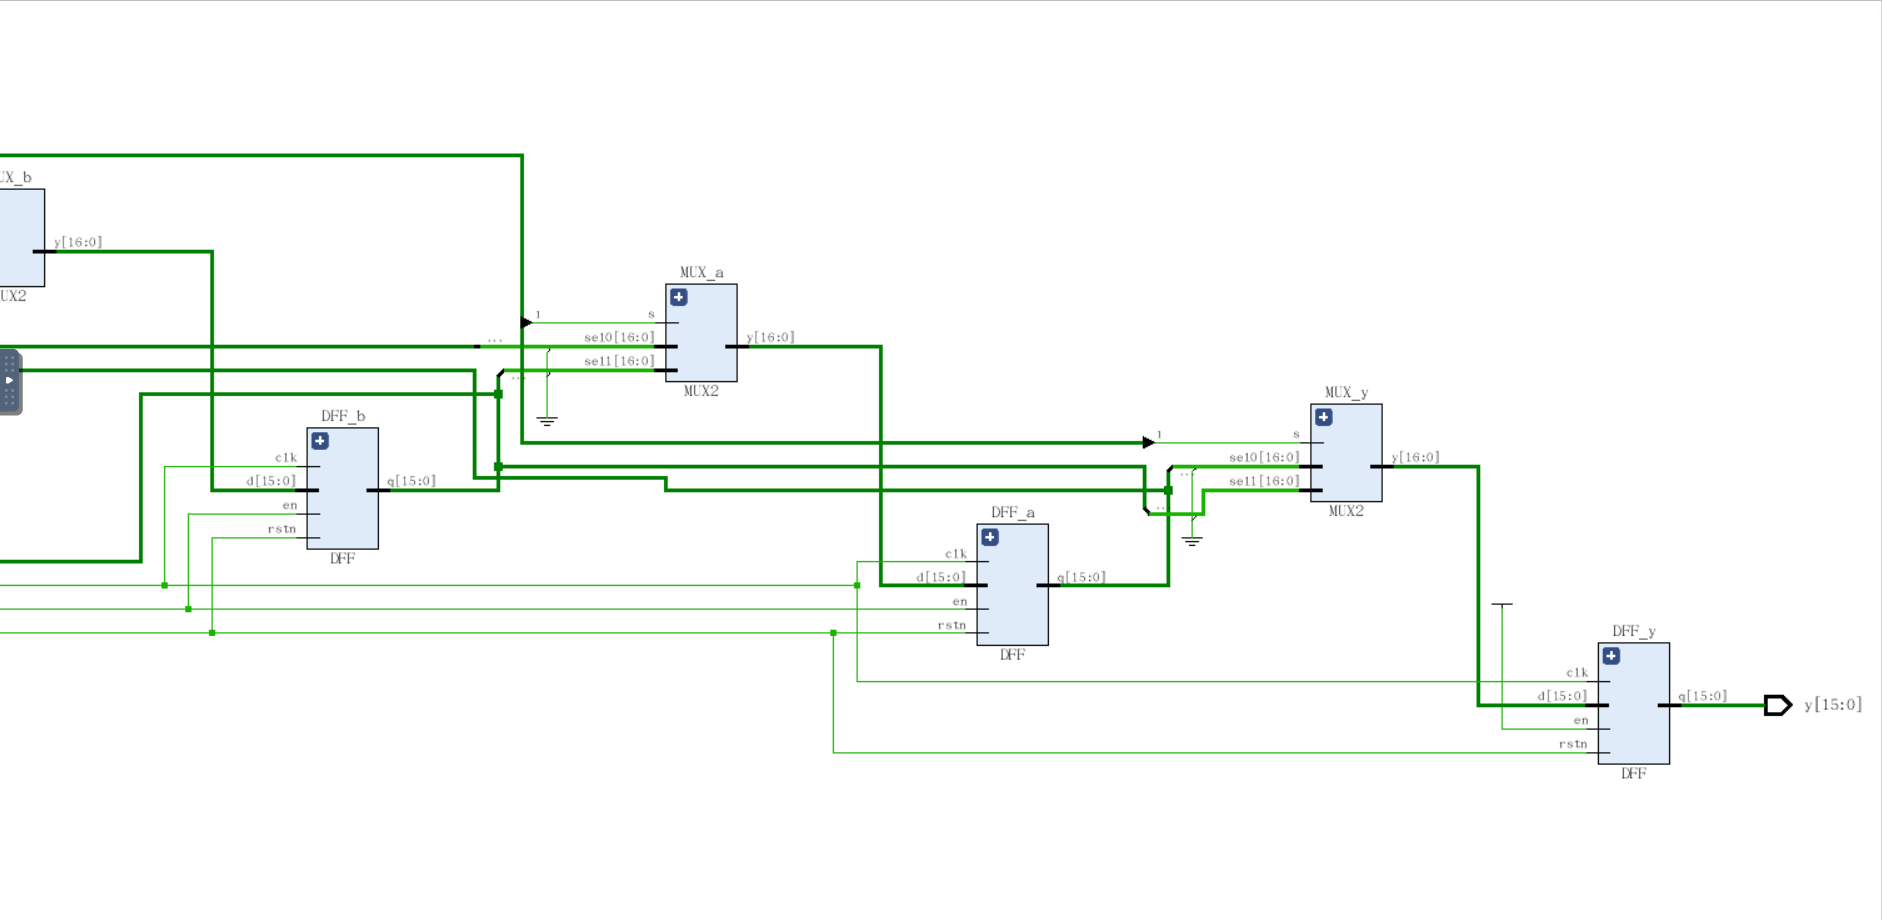 UX_b
y[16:0]
UX2
MUX_a
1
s
sel0[16:0]
sel1[16:0]
y[16:0]
MUX2
...
...
DFF_b
clk
d[15:0]
en
rstn
q[15:0]
DFF
MUX_y
1
s
sel0[16:0]
sel1[16:0]
y[16:0]
MUX2
...
...
DFF_a
clk
d[15:0]
en
rstn
q[15:0]
DFF
DFF_y
clk
d[15:0]
en
rstn
q[15:0]
DFF
y[15:0]